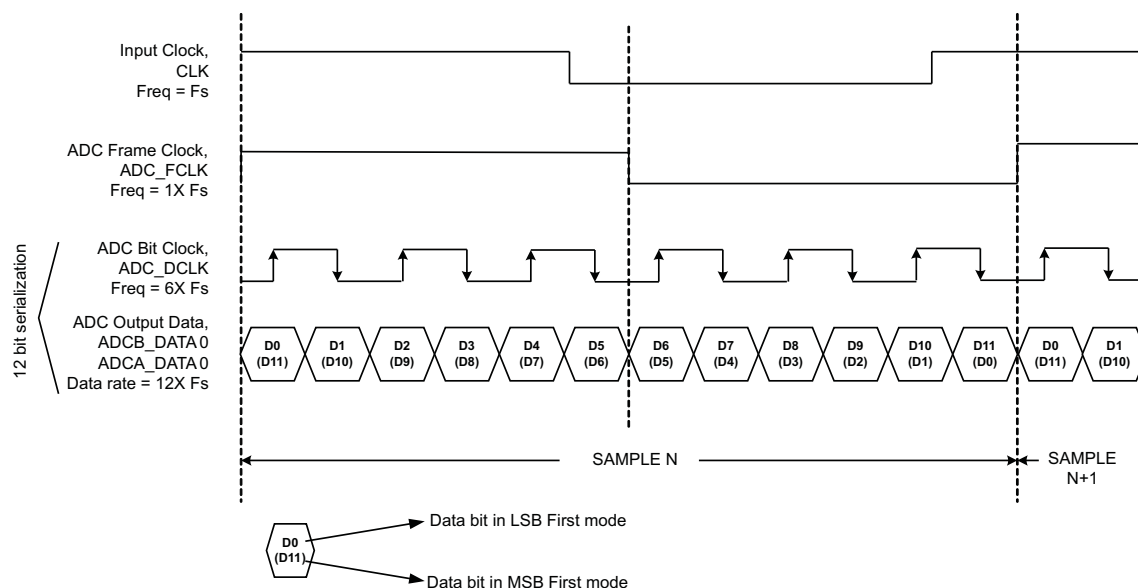 Input Clock,
CLK
Freq = Fs
ADC Frame Clock,
ADC_FCLK
Freq = 1X Fs
12 bit serialization
ADC Bit Clock,
ADC_DCLK
Freq = 6X Fs
ADC Output Data,
ADCB_DATA0
ADCA_DATA0
Data rate = 12X Fs
D0 D1 D2 D3 D4 D5 D6 D7 D8 D9 D10 D11 D0 D1
(D11) (D10) (D9) (D8) (D7) (D6) (D5) (D4) (D3) (D2) (D1) (D0) (D11) (D10)
SAMPLE N
SAMPLE
N+1
Data bit in LSB First mode
D0
(D11)
Data bit in MSB First mode